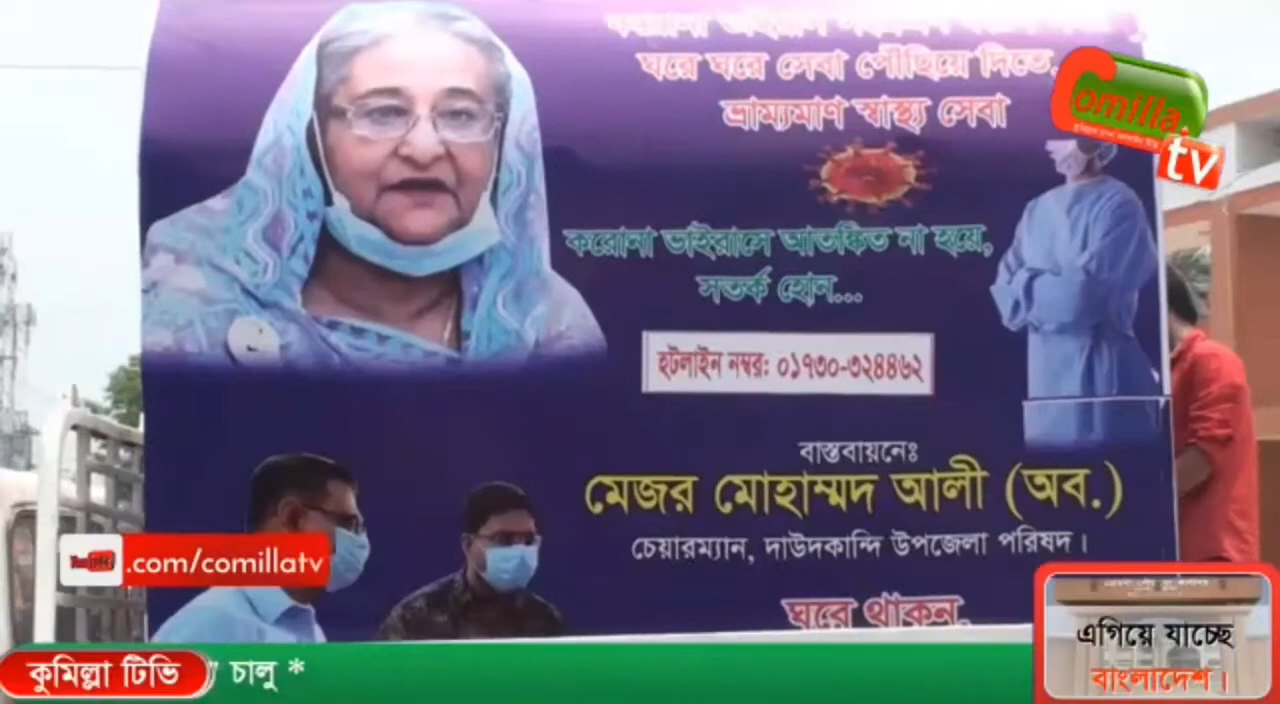 ঘরে ঘরে সেবা পৌঁছিয়ে দিতে,
ভ্রাম্যমাণ স্বাস্থ্য সেবা
Comilla
tv
করোনা ভাইরাসে আতঙ্কিত না হয়ে,
সতর্ক হোন...
হটলাইন নম্বর: ০১৭৩০-৩২৪৪৬২
বাস্তবায়নেঃ
মেজর মোহাম্মদ আলী (অব.)
চেয়ারম্যান, দাউদকান্দি উপজেলা পরিষদ।
ঘরে থাকুন,
.com/comillatv
এগিয়ে যাচ্ছে
বাংলাদেশ।
কুমিল্লা টিভি
" চালু *